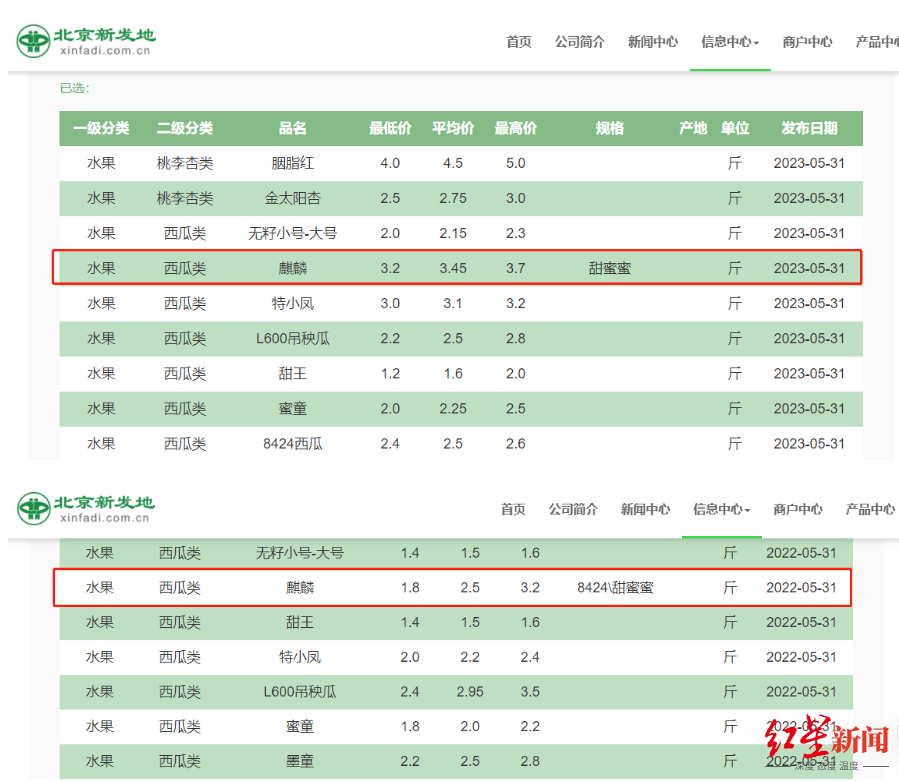 北京新发地
xinfadi.com.cn
首页 公司简介 新闻中心 信息中心 商户中心 产品中
已选:
一级分类 二级分类 品名 最低价 平均价 最高价 规格 产地 单位 发布日期
水果 桃李杏类 胭脂红 4.0 4.5 5.0 斤 2023-05-31
水果 桃李杏类 金太阳杏 2.5 2.75 3.0 斤 2023-05-31
水果 西瓜类 无籽小号-大号 2.0 2.15 2.3 斤 2023-05-31
水果 西瓜类 麒麟 3.2 3.45 3.7 甜蜜蜜 斤 2023-05-31
水果 西瓜类 特小凤 3.0 3.1 3.2 斤 2023-05-31
水果 西瓜类 L600吊秧瓜 2.2 2.5 2.8 斤 2023-05-31
水果 西瓜类 甜王 1.2 1.6 2.0 斤 2023-05-31
水果 西瓜类 蜜童 2.0 2.25 2.5 斤 2023-05-31
水果 西瓜类 8424西瓜 2.4 2.5 2.6 斤 2023-05-31
北京新发地
xinfadi.com.cn
首页 公司简介 新闻中心 信息中心 商户中心 产品中心
水果 西瓜类 无籽小号-大号 1.4 1.5 1.6 斤 2022-05-31
水果 西瓜类 麒麟 1.8 2.5 3.2 8424\甜蜜蜜 斤 2022-05-31
水果 西瓜类 甜王 1.4 1.5 1.6 斤 2022-05-31
水果 西瓜类 特小凤 2.0 2.2 2.4 斤 2022-05-31
水果 西瓜类 L600吊秧瓜 2.4 2.95 3.5 斤 2022-05-31
水果 西瓜类 蜜童 1.8 2.0 2.2 斤 2022-05-31
水果 西瓜类 墨童 2.2 2.5 2.8 斤 2022-05-31
红星新闻
深度 态度 温度